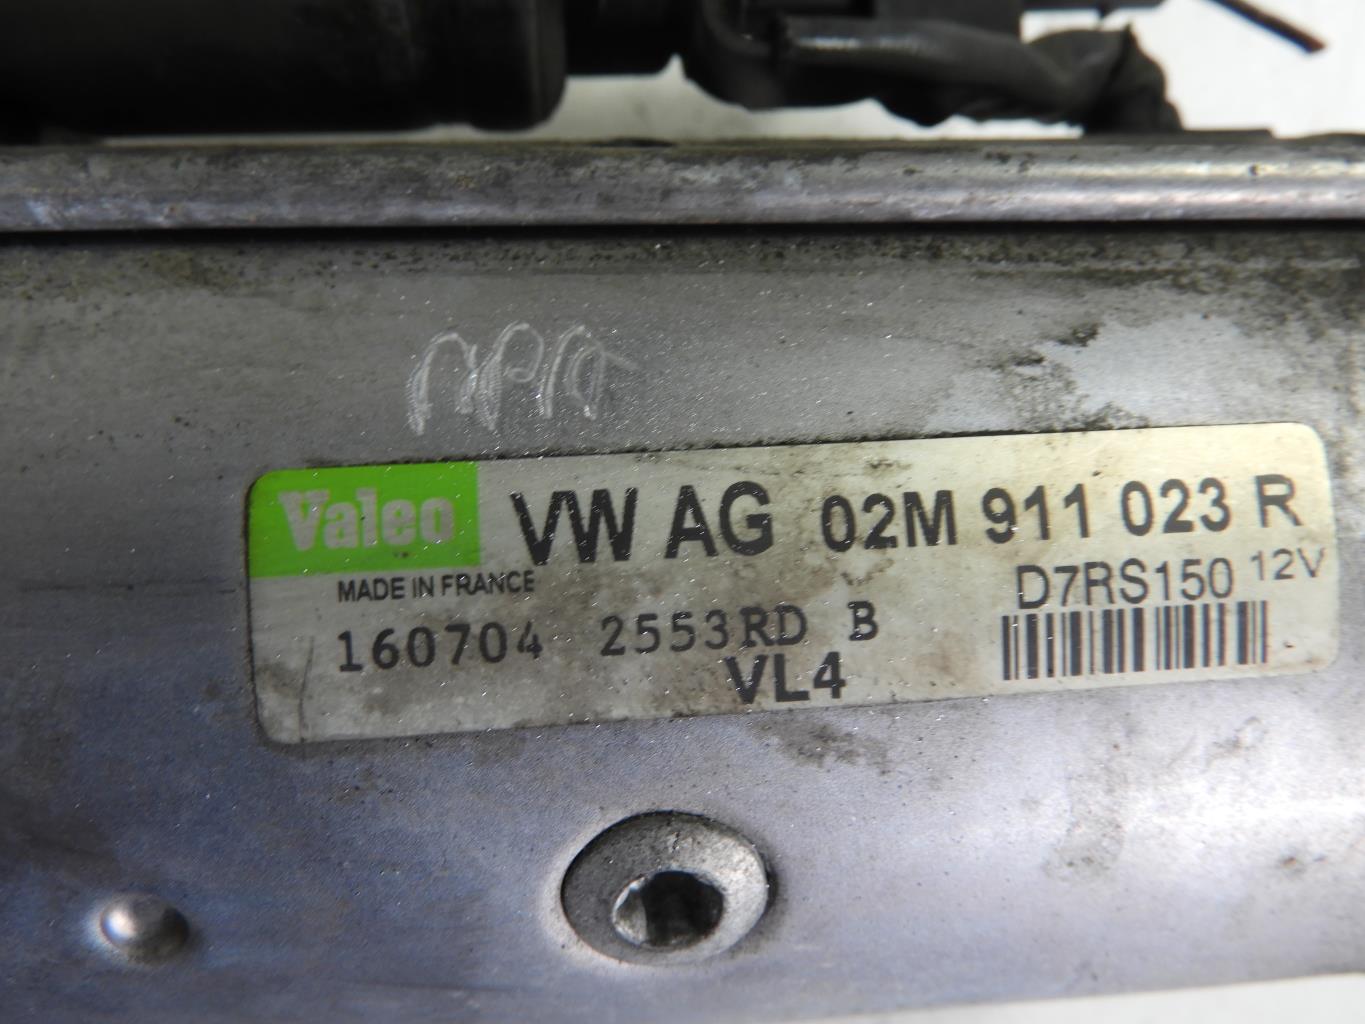 Valeo VW AG 02M 911 023 R
MADE IN FRANCE D7RS150 12V
160704 2553RD B
VL4